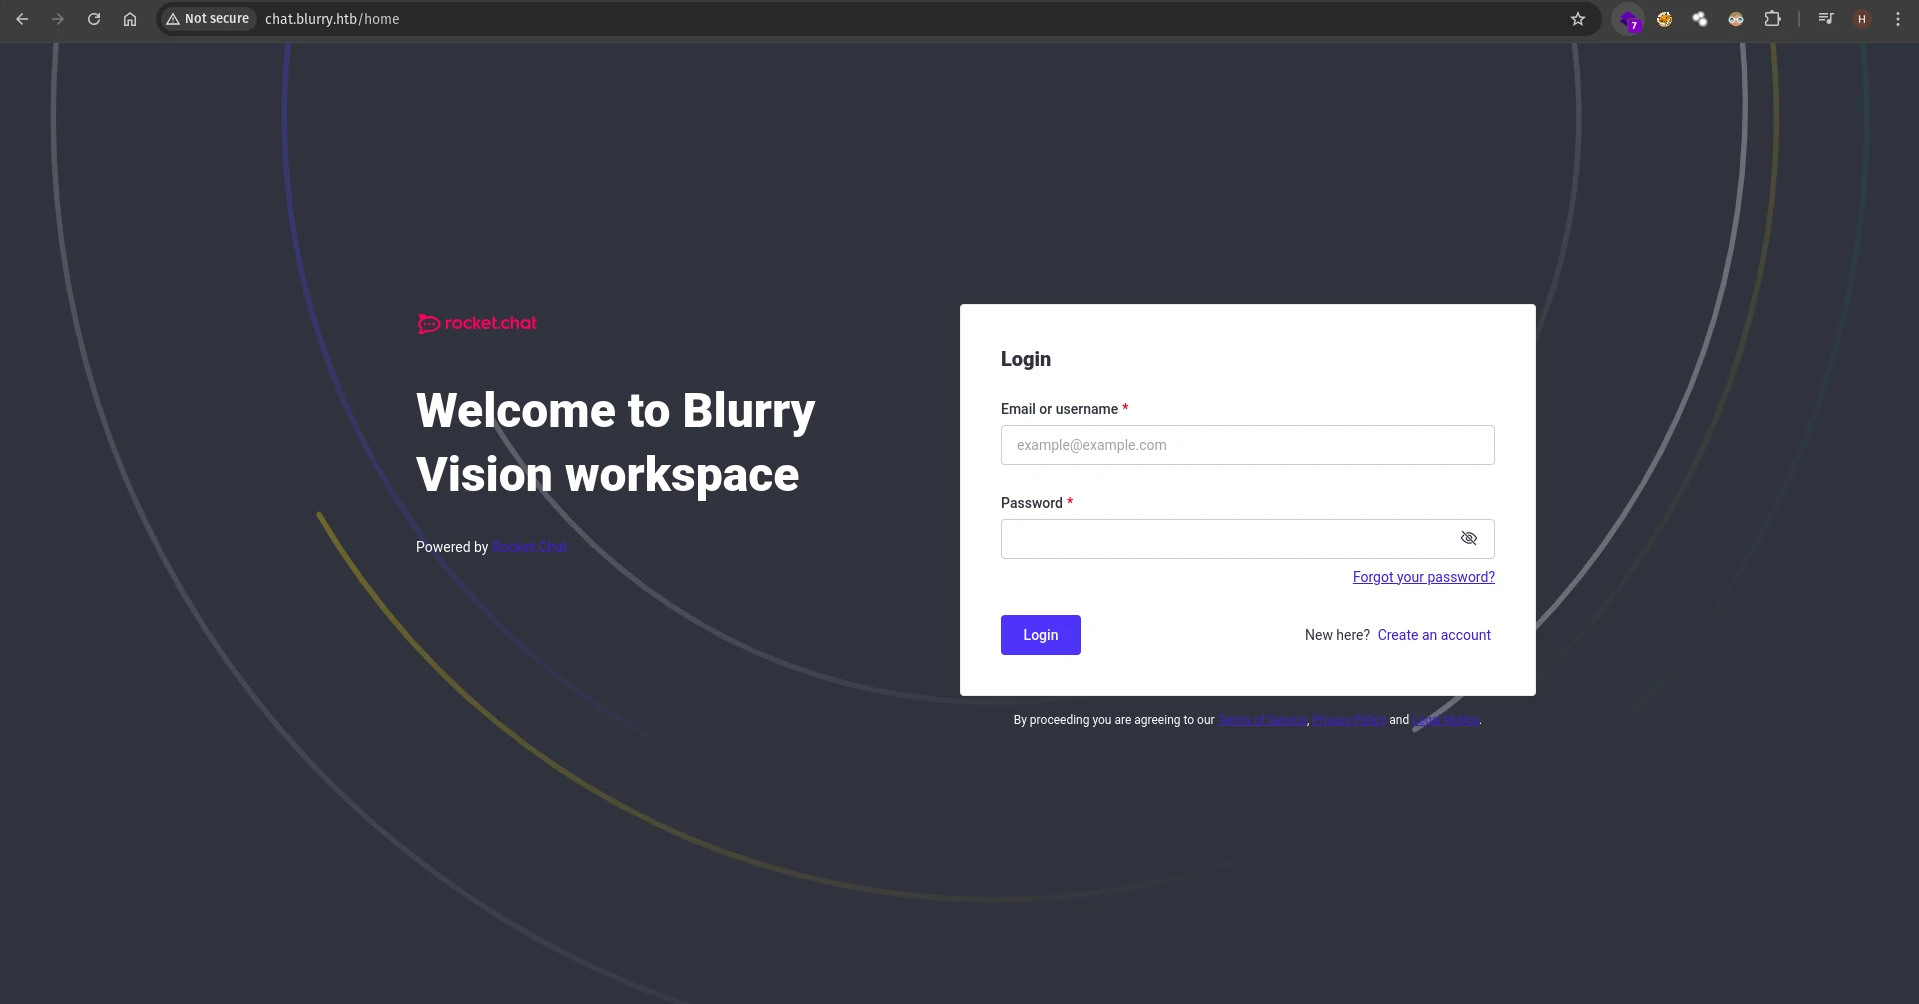 Not secure chat.blurry.htb/home
7
H
rocket.chat
Welcome to Blurry
Vision workspace
Powered by Rocket.Chat
Login
Email or username *
example@example.com
Password *
Forgot your password?
Login
New here? Create an account
By proceeding you are agreeing to our Terms of Service, Privacy Policy and Legal Notice.